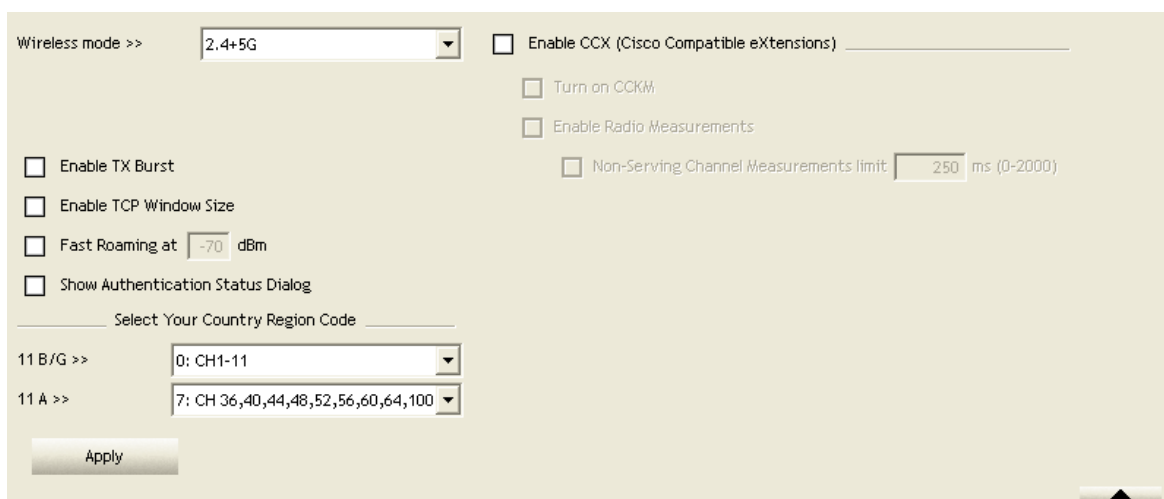 Wireless mode >> 2.4+5G
Enable CCX (Cisco Compatible eXtensions)
Turn on CCKM
Enable Radio Measurements
Non-Serving Channel Measurements limit 250 ms (0-2000)
Enable TX Burst
Enable TCP Window Size
Fast Roaming at -70 dBm
Show Authentication Status Dialog
Select Your Country Region Code
11 B/G >> 0: CH1-11
11 A >> 7: CH 36,40,44,48,52,56,60,64,100
Apply